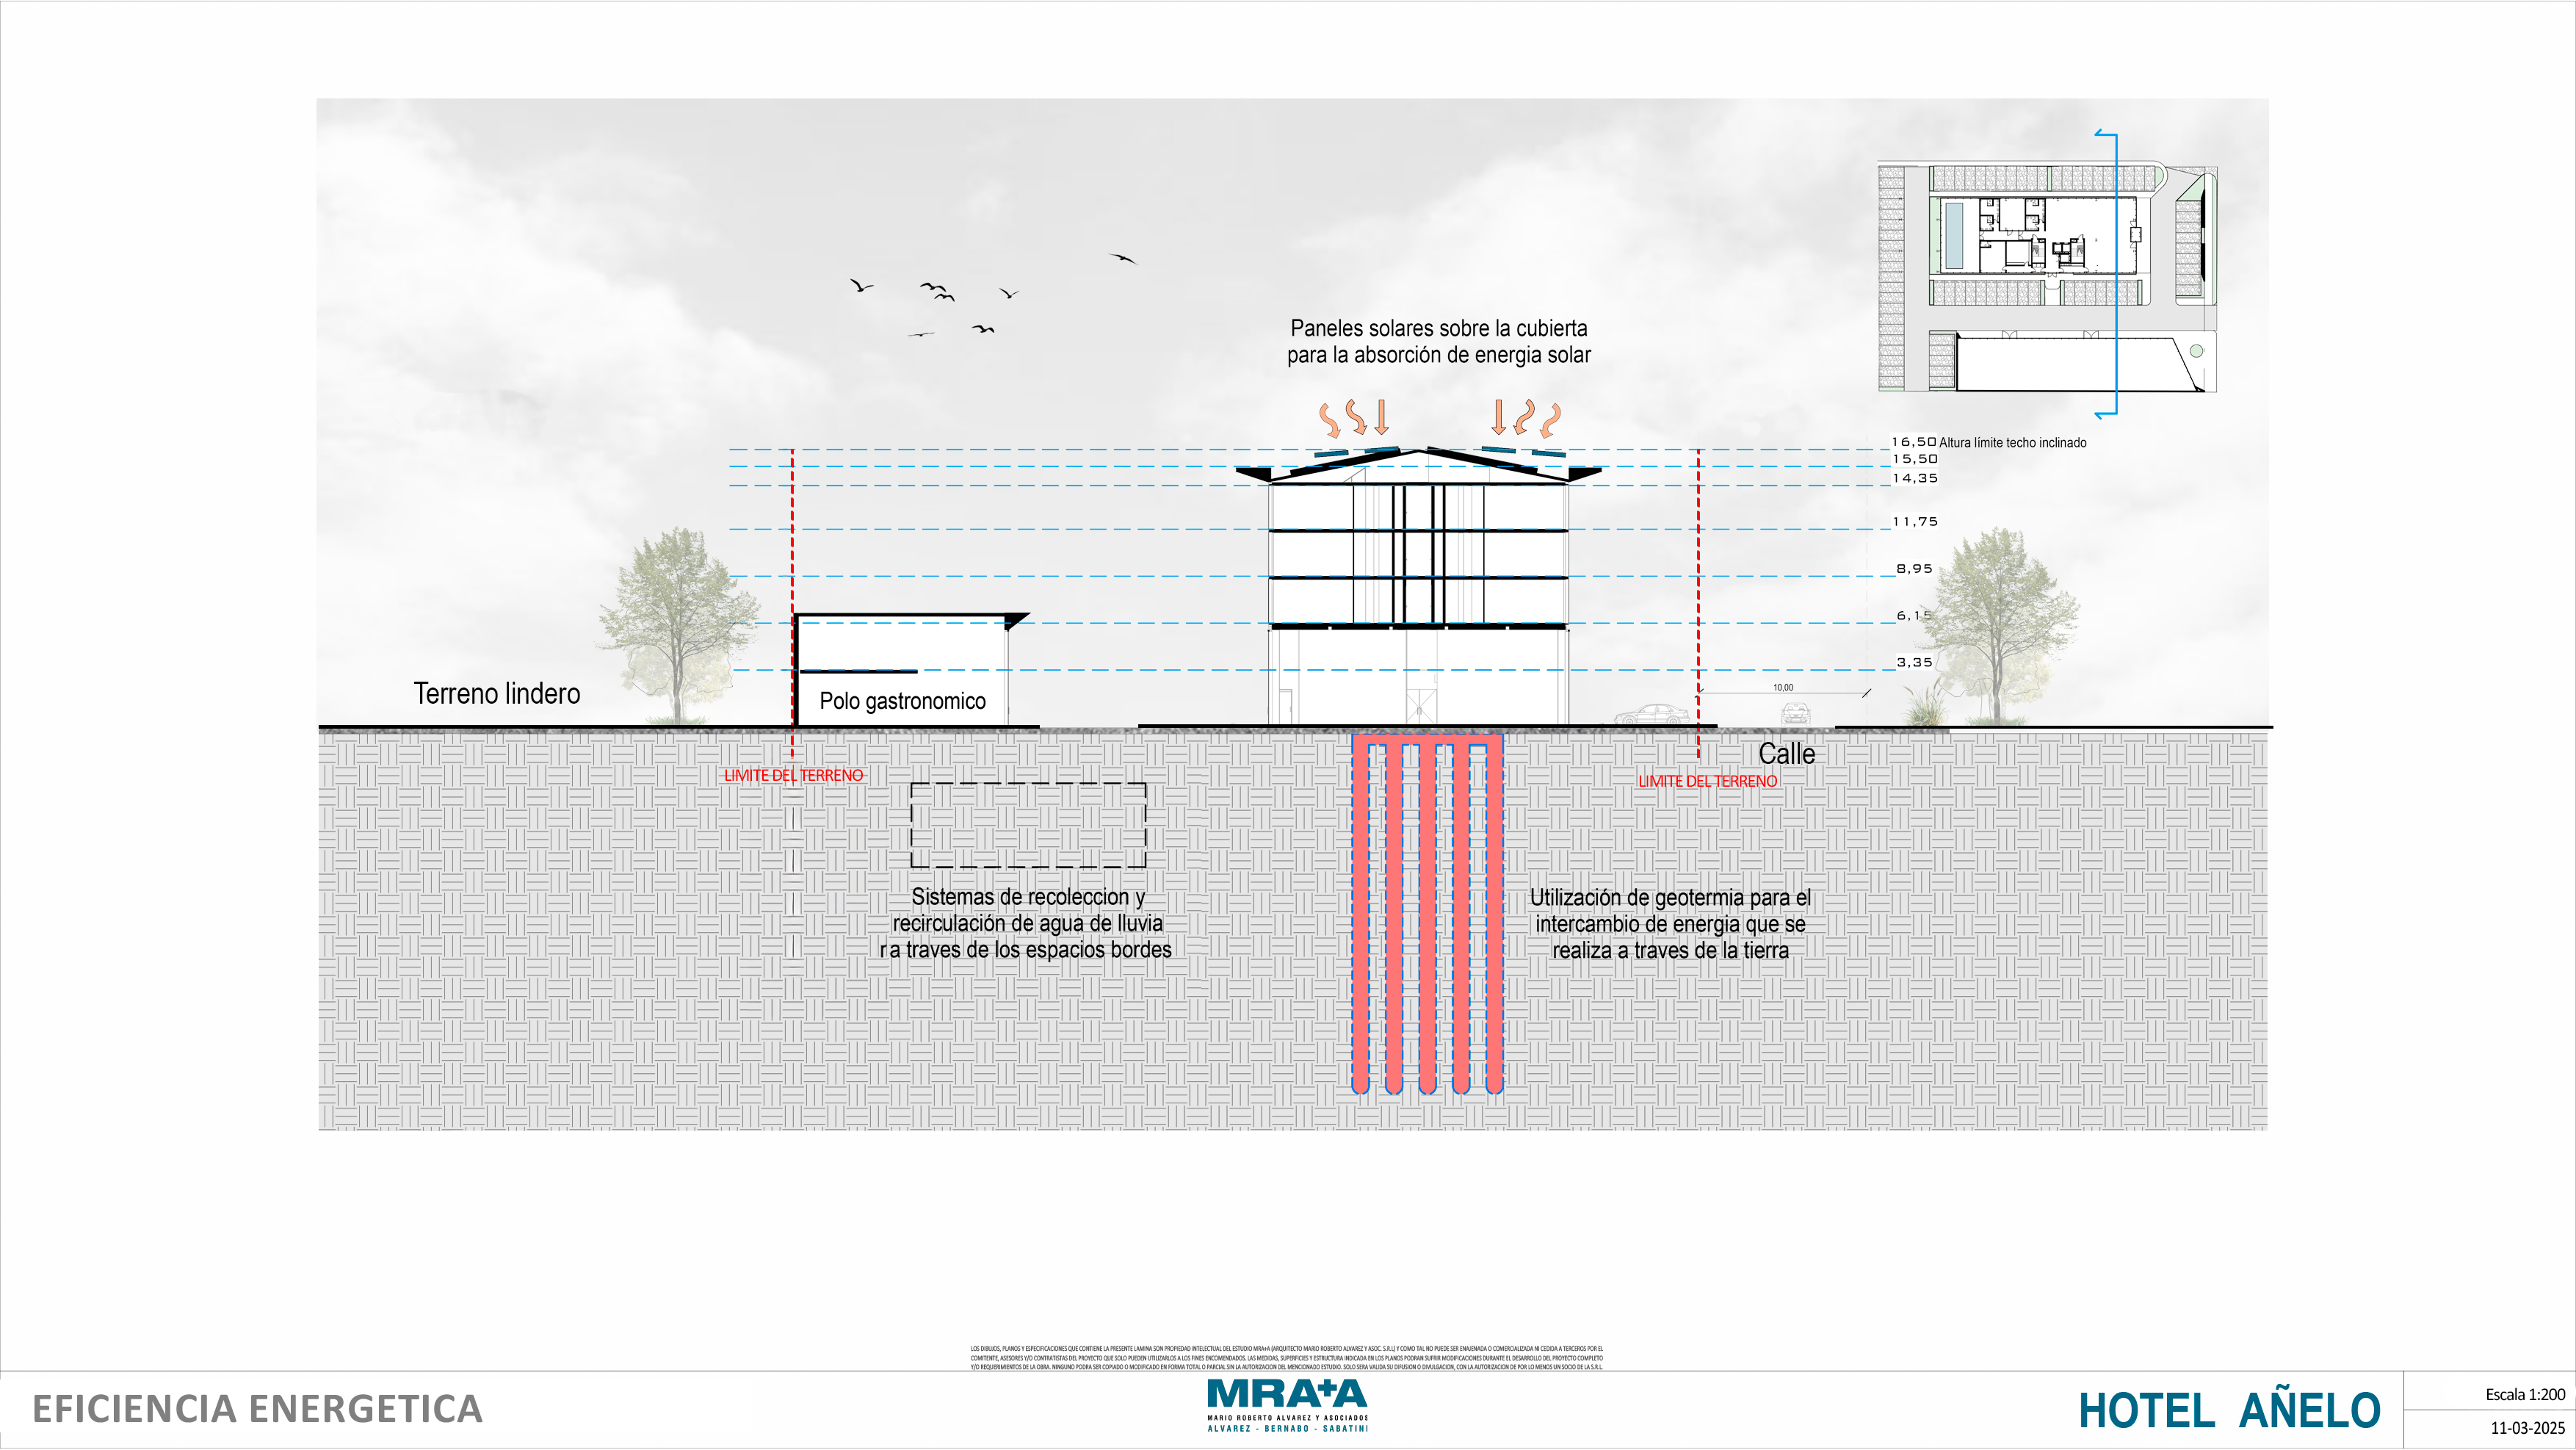 Paneles solares sobre la cubierta
para la absorción de energia solar
16,50 Altura límite techo inclinado
15,50
14,35
11,75
8,95
6,15
3,35
10,00
Terreno lindero
Polo gastronomico
Calle
LIMITE DEL TERRENO
LIMITE DEL TERRENO
Sistemas de recoleccion y
recirculación de agua de lluvia
r a traves de los espacios bordes
Utilización de geotermia para el
intercambio de energia que se
realiza a traves de la tierra
LOS DIBUJOS, PLANOS Y ESPECIFICACIONES QUE CONTIENE LA PRESENTE LAMINA SON PROPIEDAD INTELECTUAL DEL ESTUDIO MRA+A (ARQUITECTO MARIO ROBERTO ALVAREZ Y ASOC. S.R.L) Y COMO TAL NO PUEDE SER ENAJENADA O COMERCIALIZADA NI CEDIDA A TERCEROS POR EL
COMITENTE, ASESORES Y/O CONTRATISTAS DEL PROYECTO QUE SOLO PUEDEN UTILIZARLOS A LOS FINES ENCOMENDADOS. LAS MEDIDAS, SUPERFICIES Y ESTRUCTURA INDICADA EN LOS PLANOS PODRAN SUFRIR MODIFICACIONES DURANTE EL DESARROLLO DEL PROYECTO COMPLETO
Y/O REQUERIMIENTOS DE LA OBRA. NINGUNO PODRA SER COPIADO O MODIFICADO EN FORMA TOTAL O PARCIAL SIN LA AUTORIZACION DEL MENCIONADO ESTUDIO. SOLO SERA VALIDA SU DIFUSION O DIVULGACION, CON LA AUTORIZACION DE POR LO MENOS UN SOCIO DE LA S.R.L.
EFICIENCIA ENERGETICA
MRA+A
MARIO ROBERTO ALVAREZ Y ASOCIADOS
ALVAREZ - BERNABO - SABATINI
HOTEL AÑELO
Escala 1:200
11-03-2025